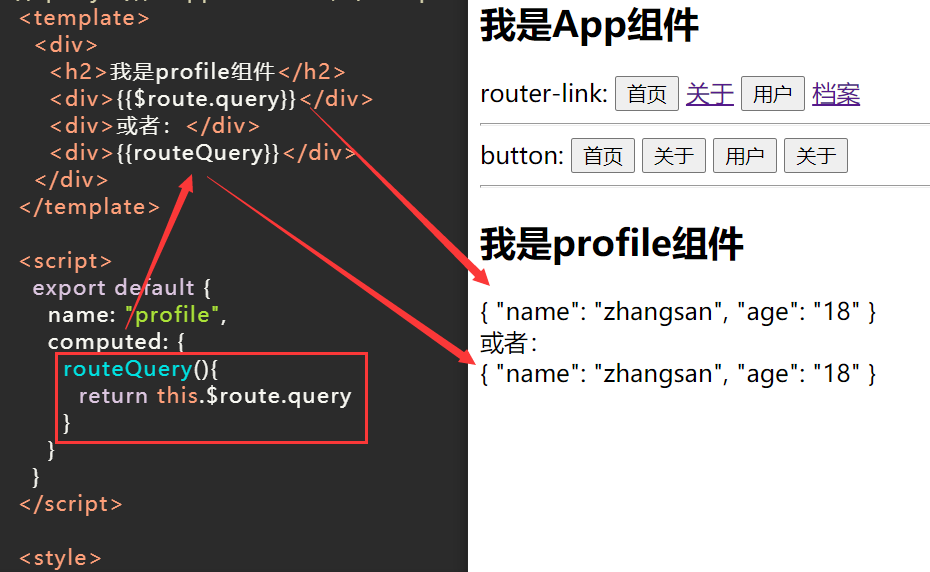 <template>
<div>
<h2>我是profile组件</h2>
<div>{{$route.query}}</div>
<div>或者：</div>
<div>{{routeQuery}}</div>
</div>
</template>
<script>
export default {
name: "profile",
computed: {
routeQuery(){
return this.$route.query
}
}
}
</script>
<style>
我是App组件
router-link: 首页 关于 用户 档案
button: 首页 关于 用户 关于
我是profile组件
{ "name": "zhangsan", "age": "18" }
或者：
{ "name": "zhangsan", "age": "18" }